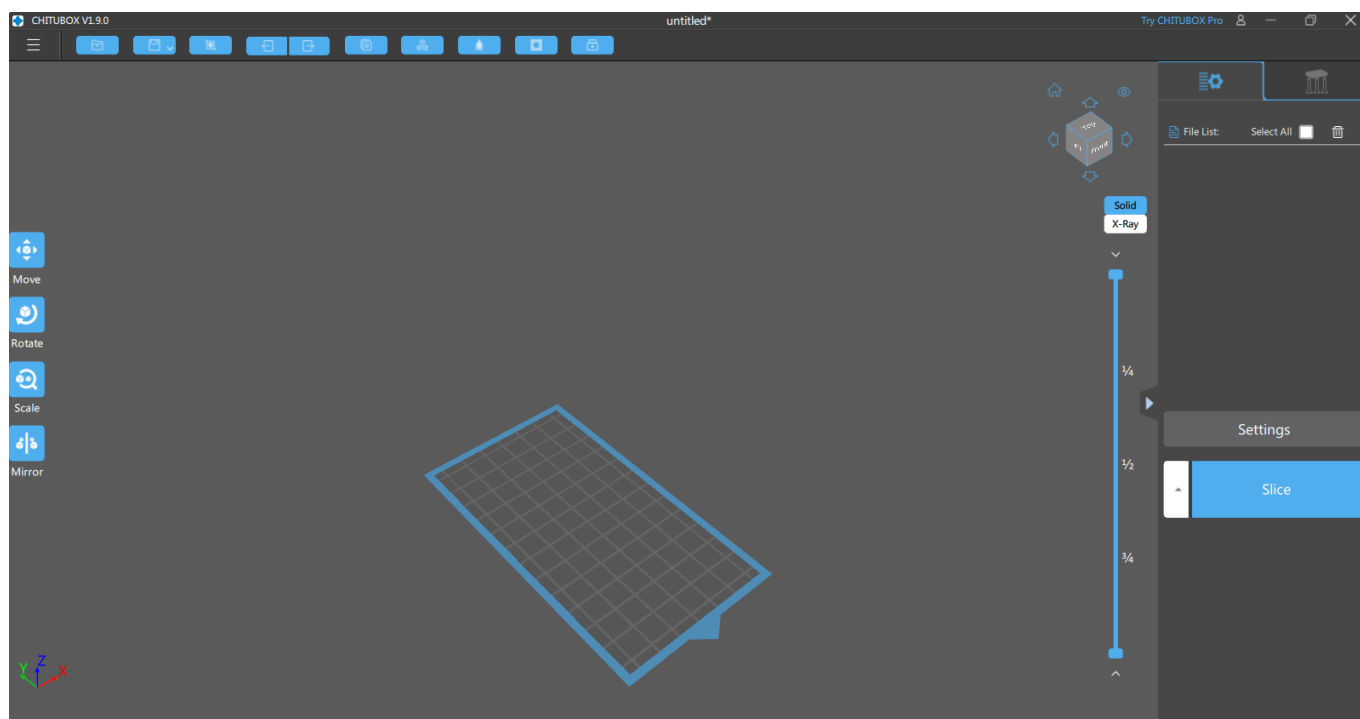 CHITUBOX V1.9.0
untitled*
Try CHITUBOX Pro
File List:
Select All
Front
Solid
X-Ray
Move
Rotate
Scale
Mirror
¼
½
¾
Settings
Slice
Z
Y
X